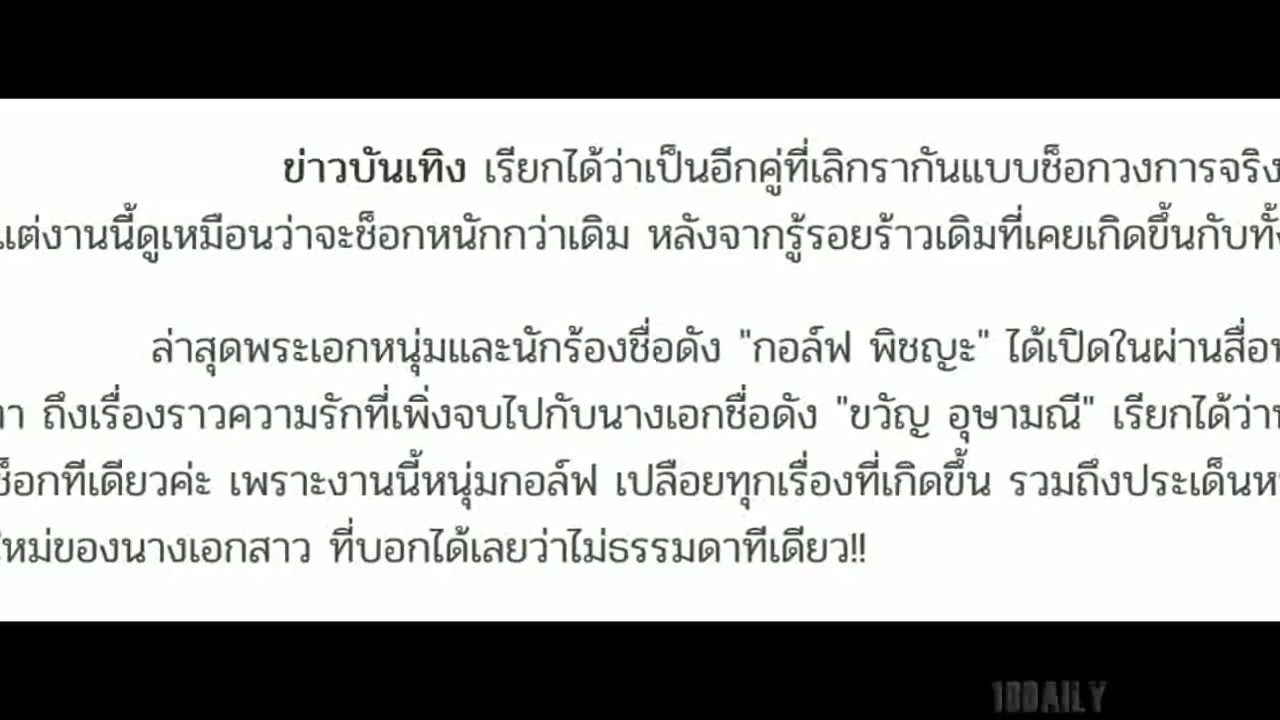 ข่าวบันเทิง เรียกได้ว่าเป็นอีกคู่ที่เลิกรากันแบบช็อกวงการจริง
แต่งานนี้ดูเหมือนว่าจะช็อกหนักกว่าเดิม หลังจากรู้รอยร้าวเดิมที่เคยเกิดขึ้นกับทั้ง
ล่าสุดพระเอกหนุ่มและนักร้องชื่อดัง "กอล์ฟ พิชญะ" ได้เปิดในผ่านสื่อ
ถึงเรื่องราวความรักที่เพิ่งจบไปกับนางเอกชื่อดัง "ขวัญ อุษามณี" เรียกได้ว่า
ช็อกทีเดียวค่ะ เพราะงานนี้หนุ่มกอล์ฟ เปลือยทุกเรื่องที่เกิดขึ้น รวมถึงประเด็น
ใหม่ของนางเอกสาว ที่บอกได้เลยว่าไม่ธรรมดาทีเดียว!!
10DAILY